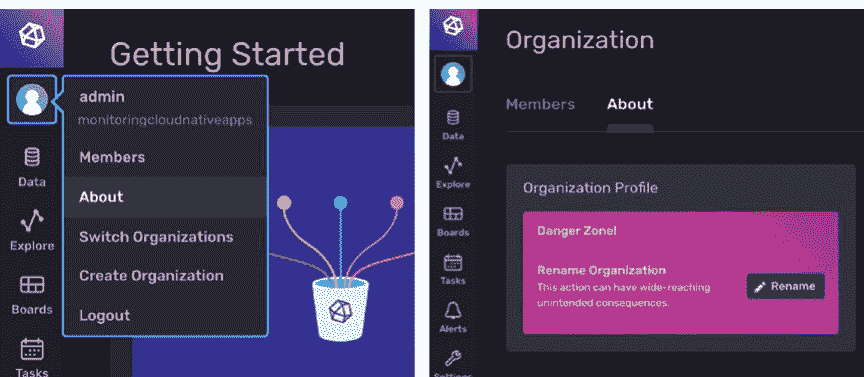 Getting Started
admin
monitoringcloudnativeapps
Members
About
Switch Organizations
Create Organization
Logout
Data
Explore
Boards
Tasks
Organization
Members About
Organization Profile
Danger Zone!
Rename Organization
This action can have wide-reaching
unintended consequences.
Rename
Data
Explore
Boards
Tasks
Alerts
Settings